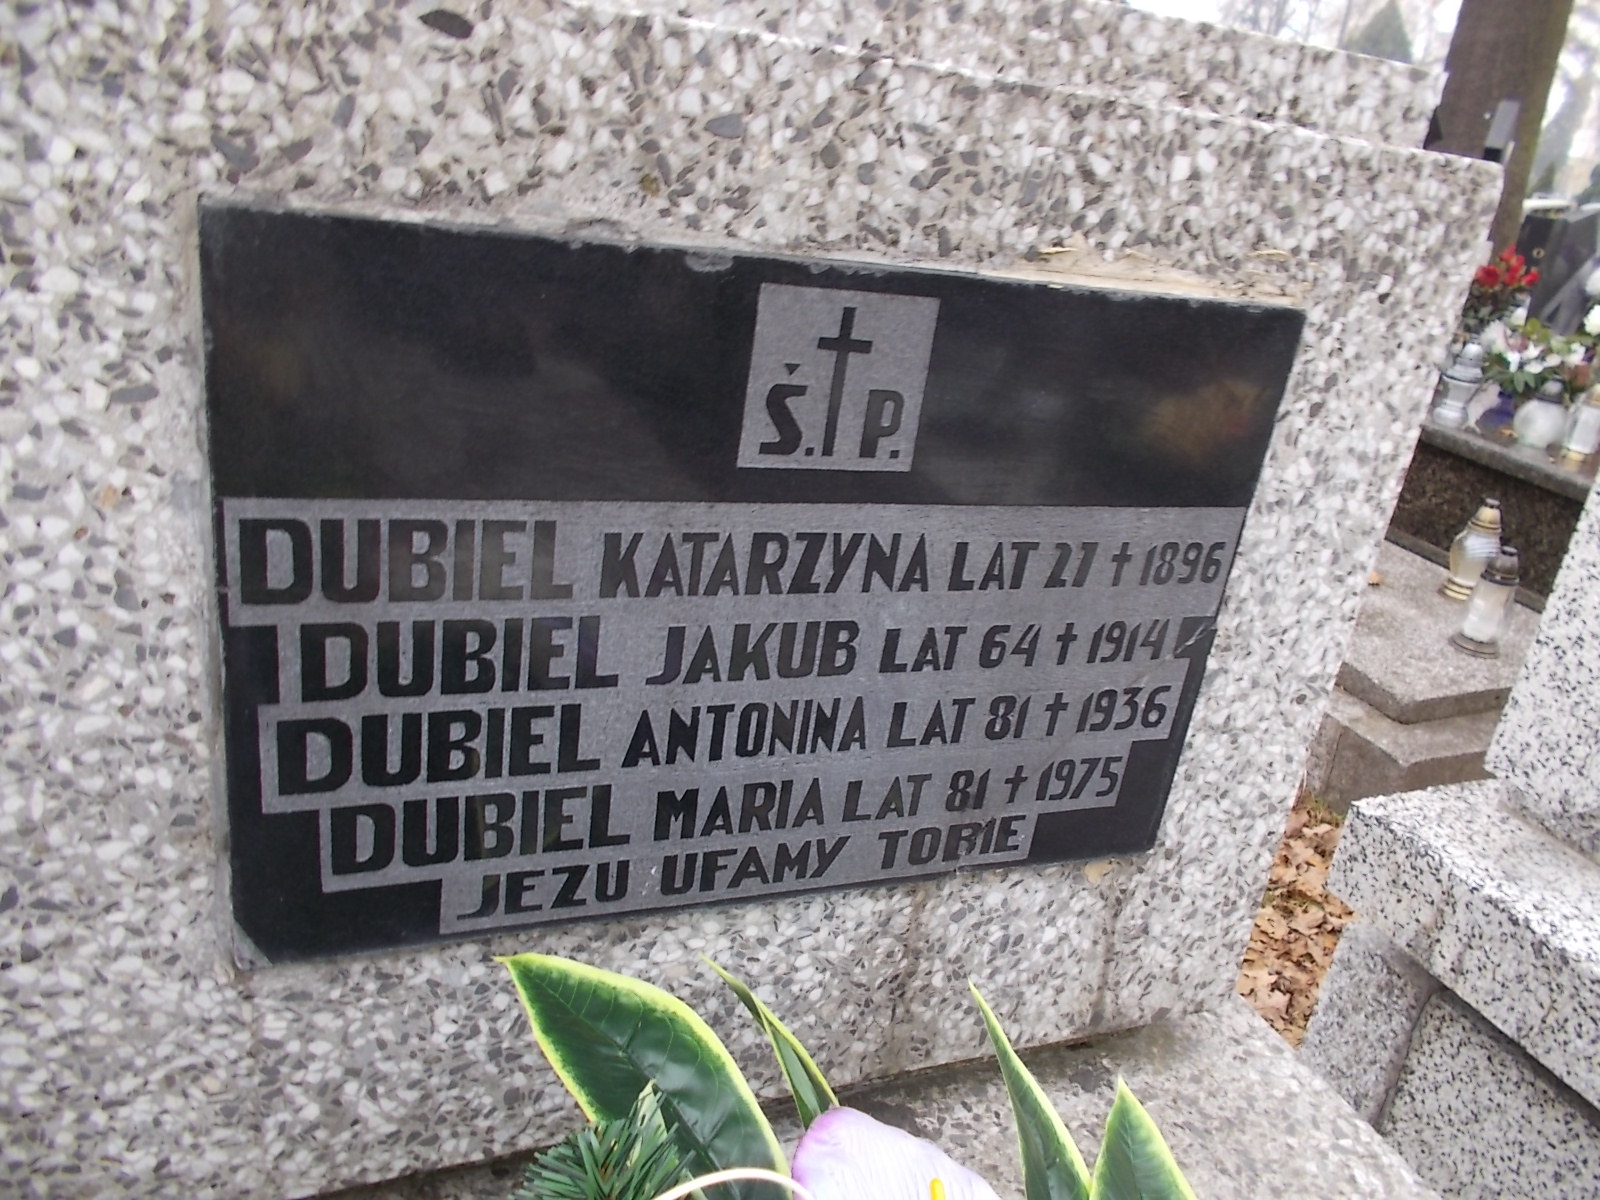 Ś. † P.
DUBIEL KATARZYNA LAT 27 † 1896
DUBIEL JAKUB LAT 64 † 1914
DUBIEL ANTONINA LAT 81 † 1936
DUBIEL MARIA LAT 81 † 1975
JEZU UFAMY TOBIE